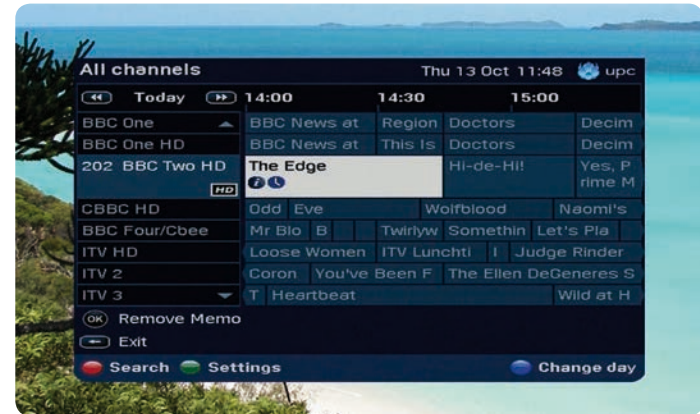 All channels Thu 13 Oct 11:48 upc
Today 14:00 14:30 15:00
BBC One BBC News at Region Doctors Decim
BBC One HD BBC News at This Is Doctors Decim
202 BBC Two HD The Edge Hi-de-Hi! Yes, P
HD i rime M
CBBC HD Odd Eve Wolfblood Naomi's
BBC Four/Cbee Mr Blo B Twirlyw Somethin Let's Pla
ITV HD Loose Women ITV Lunchti I Judge Rinder
ITV 2 Coron You've Been F The Ellen DeGeneres S
ITV 3 T Heartbeat Wild at H
OK Remove Memo
Exit
Search Settings Change day